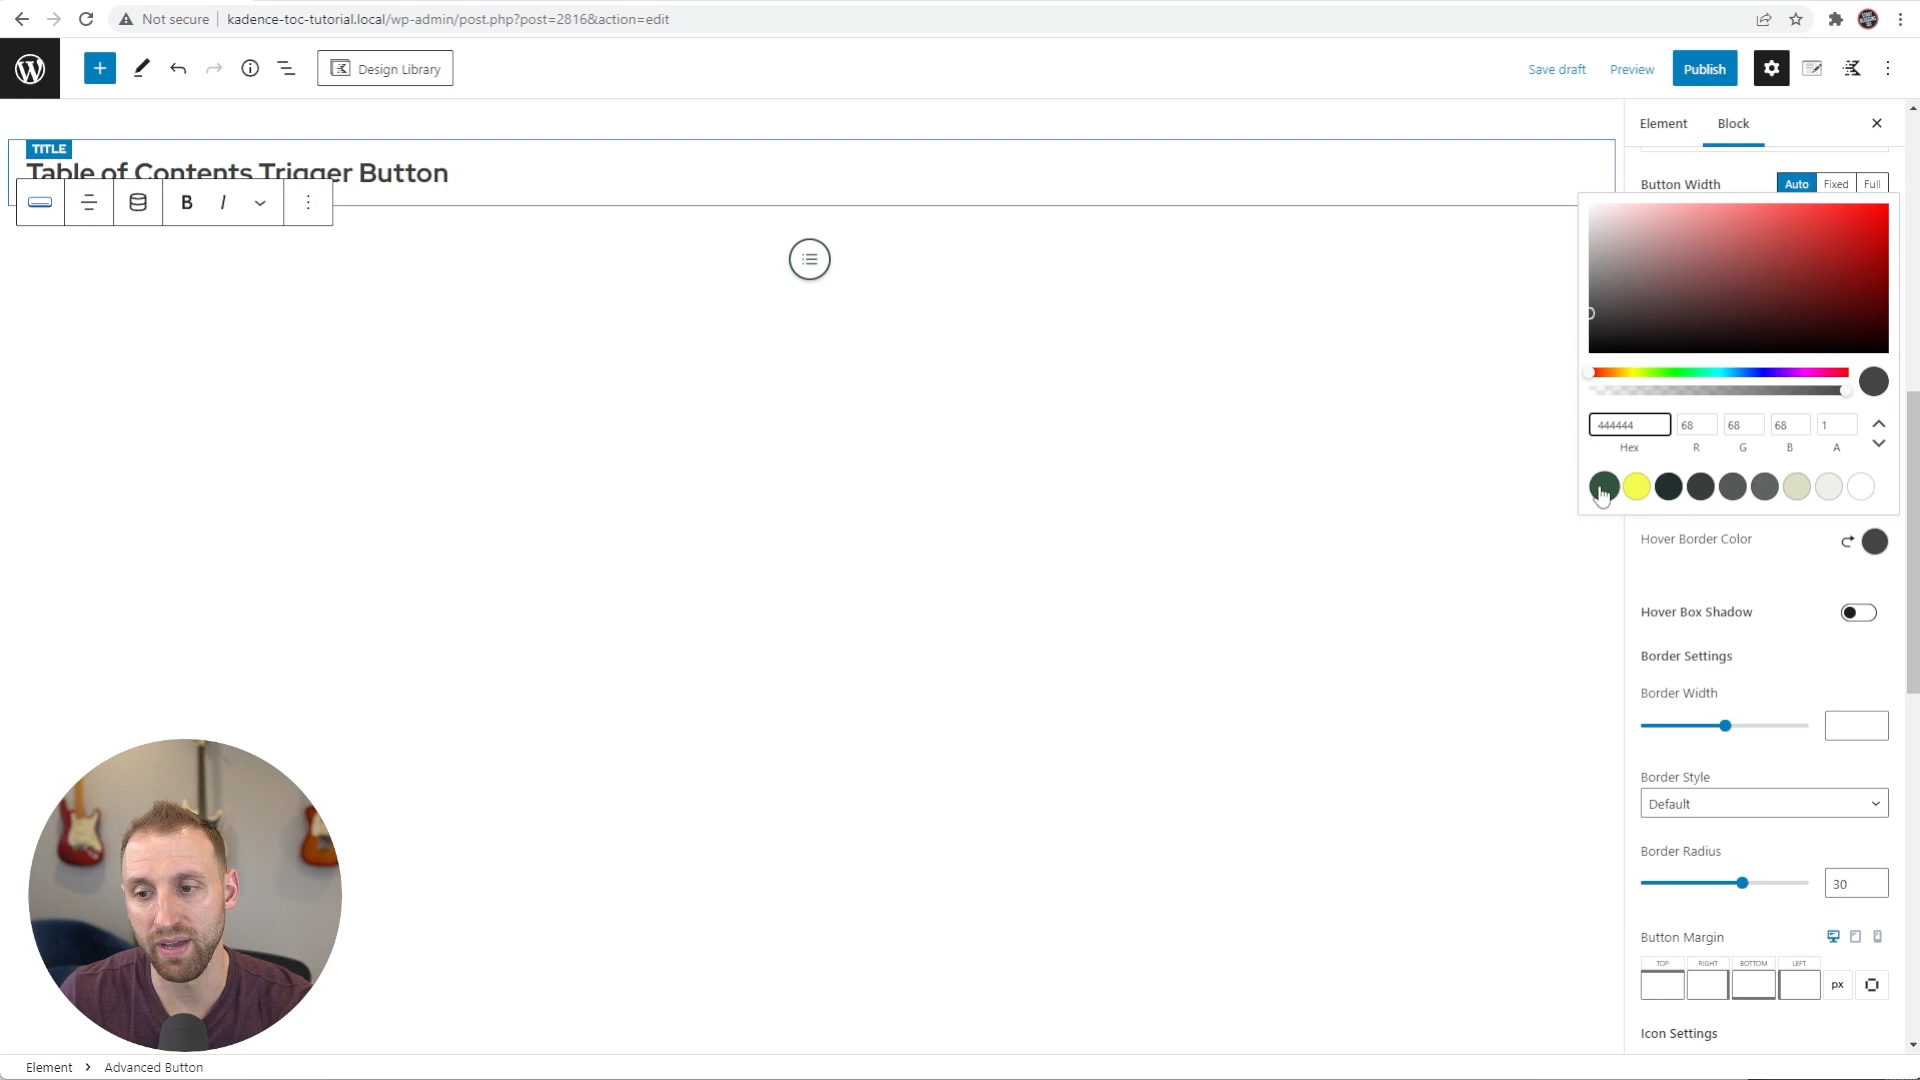 Not secure
kadence-toc-tutorial.local/wp-admin/post.php?post=2816&action=edit
Design Library
Save draft
Preview
Publish
Element
Block
TITLE
Table of Contents Trigger Button
Button Width
Auto
Fixed
Full
B
I
444444
68
68
68
1
Hex
R
G
B
A
Hover Border Color
Hover Box Shadow
Border Settings
Border Width
Border Style
Default
Border Radius
30
Button Margin
TOP
RIGHT
BOTTOM
LEFT
px
Icon Settings
Element
Advanced Button